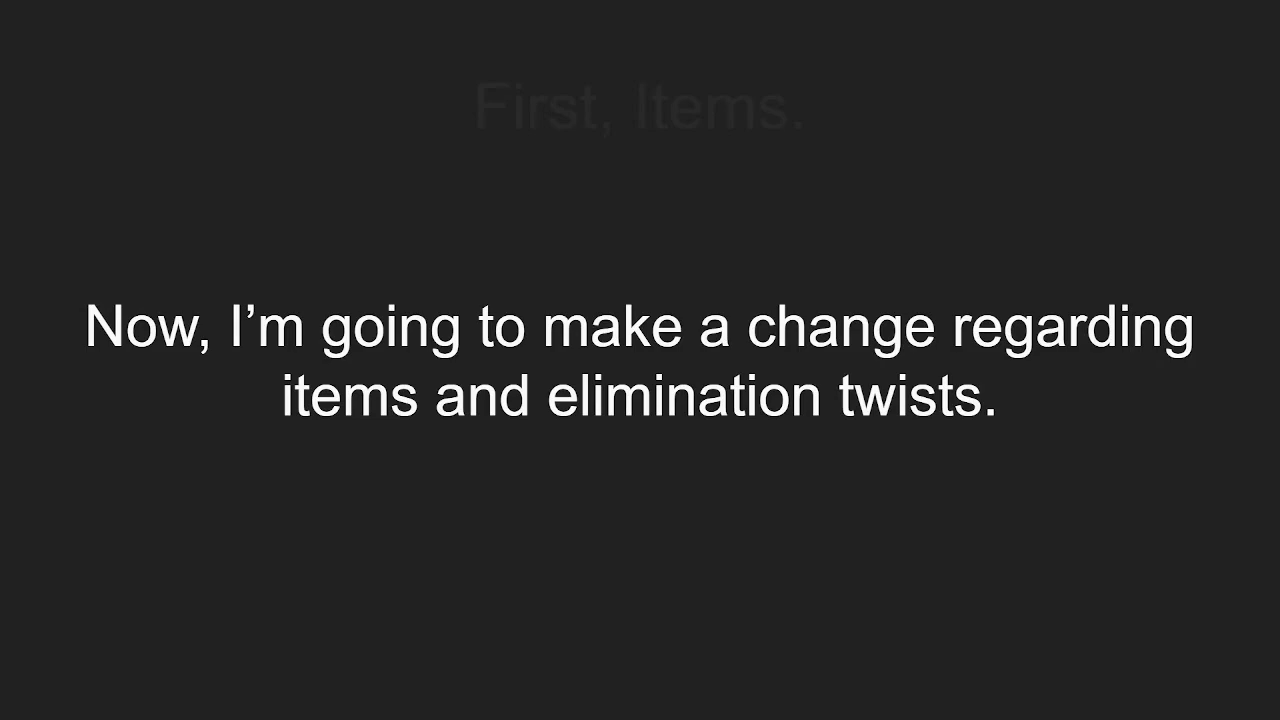 First, Items.
Now, I’m going to make a change regarding
items and elimination twists.